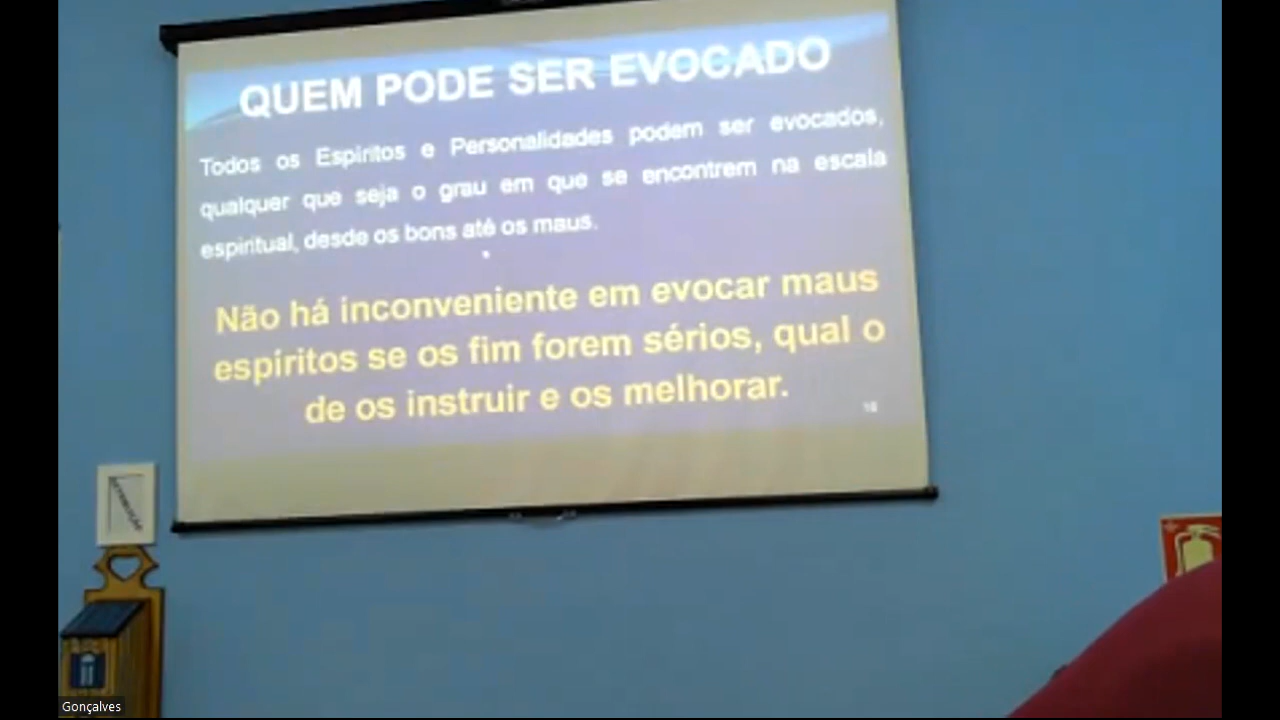 QUEM PODE SER EVOCADO
Todos os Espíritos e Personalidades podem ser evocados,
qualquer que seja o grau em que se encontrem na escala
espiritual, desde os bons até os maus.
Não há inconveniente em evocar maus
espíritos se os fim forem sérios, qual o
de os instruir e os melhorar.
Gonçalves